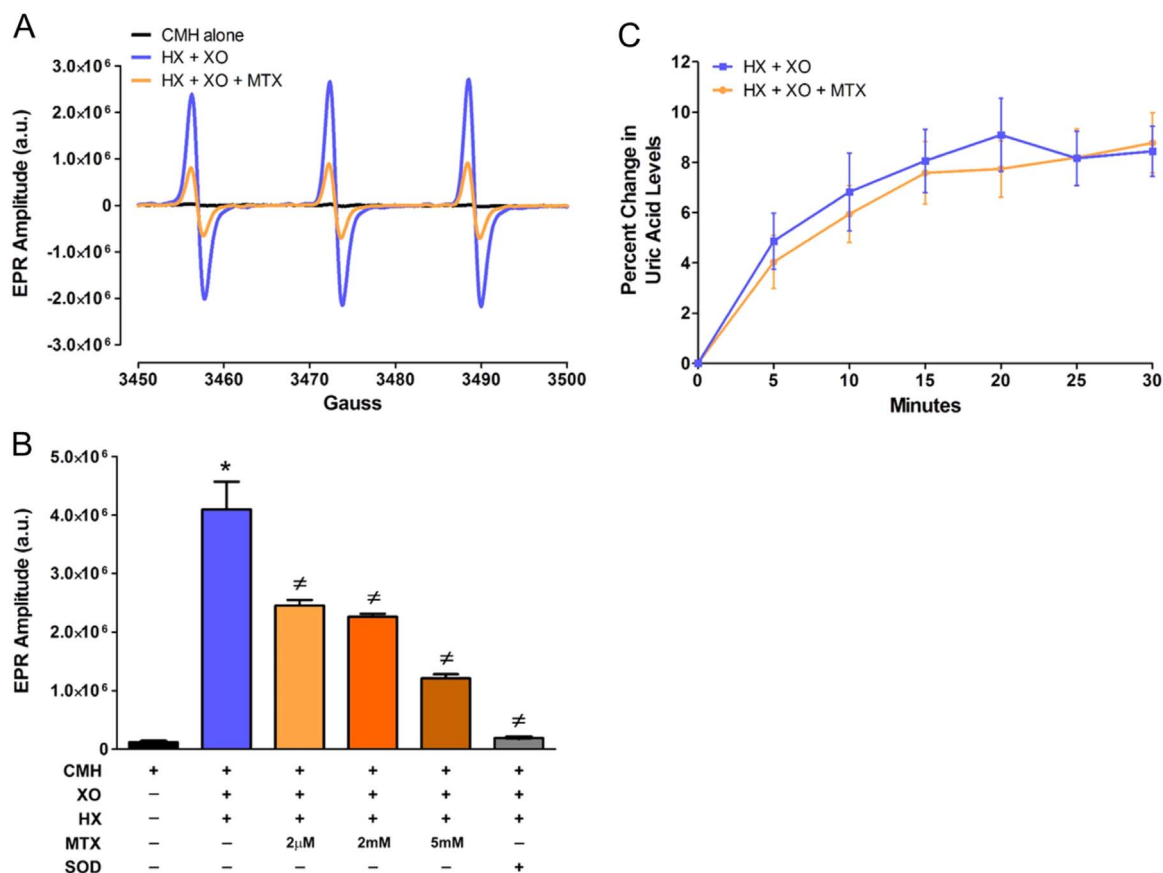 A
CMH alone
HX + XO
HX + XO + MTX
3.0×10⁶
2.0×10⁶
1.0×10⁶
0
-1.0×10⁶
-2.0×10⁶
-3.0×10⁶
EPR Amplitude (a.u.)
3450 3460 3470 3480 3490 3500
Gauss
C
HX + XO
HX + XO + MTX
12
10
8
6
4
2
0
Percent Change in
Uric Acid Levels
0 5 10 15 20 25 30
Minutes
B
5.0×10⁶
4.0×10⁶
3.0×10⁶
2.0×10⁶
1.0×10⁶
0
EPR Amplitude (a.u.)
* ≠ ≠ ≠ ≠
CMH + + + + + +
XO – + + + + +
HX – + + + + +
MTX – – 2μM 2mM 5mM –
SOD – – – – – +